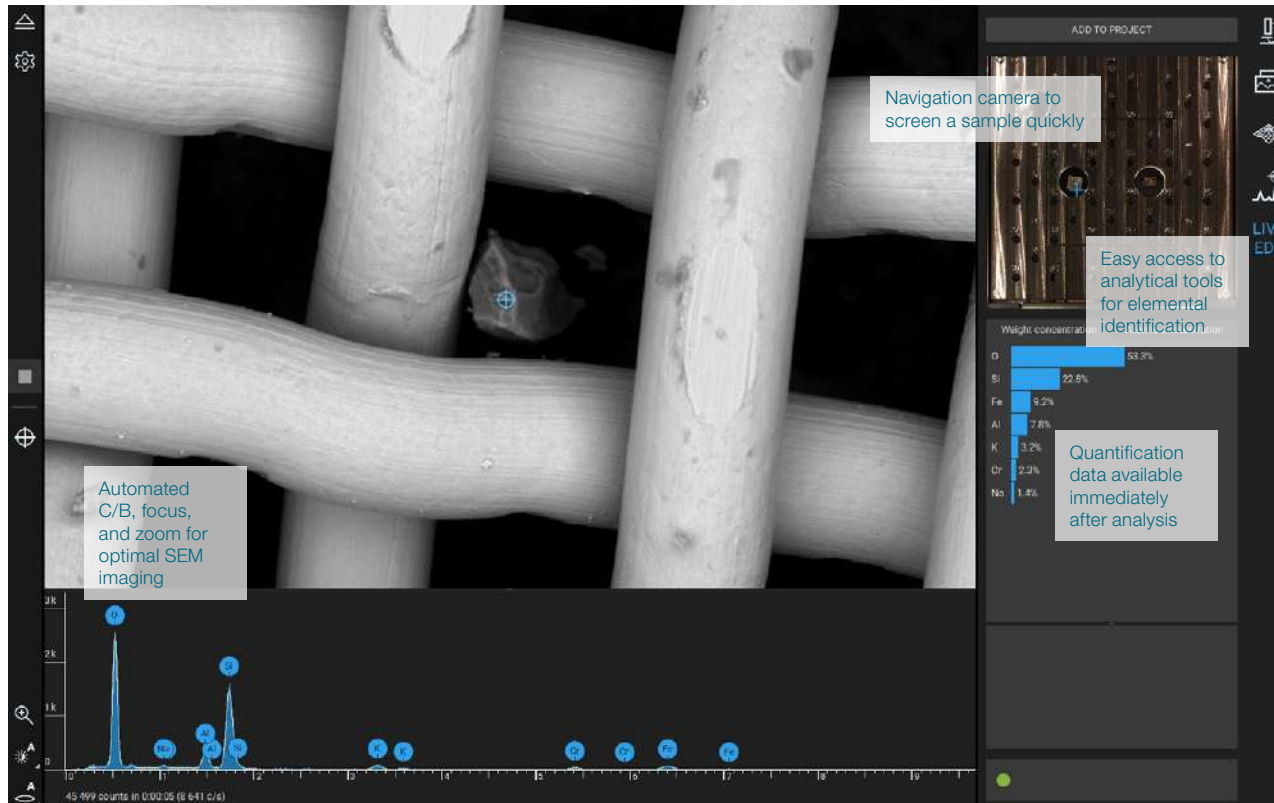 ADD TO PROJECT
Navigation camera to
screen a sample quickly
LIV
ED
Easy access to
analytical tools
for elemental
identification
Weight concentration
O 53.3%
Si 22.8%
Fe 9.2%
Al 7.8%
K 3.2%
Cr 2.3%
Na 1.4%
Quantification
data available
immediately
after analysis
Automated
C/B, focus,
and zoom for
optimal SEM
imaging
3k
2k
1k
0
O
Si
Na
Al
Al
Si
K
K
Cr
Cr
Fe
Fe
0 1 2 3 4 5 6 7 8 9
A
A
45 499 counts in 0:00:05 (8 641 c/s)